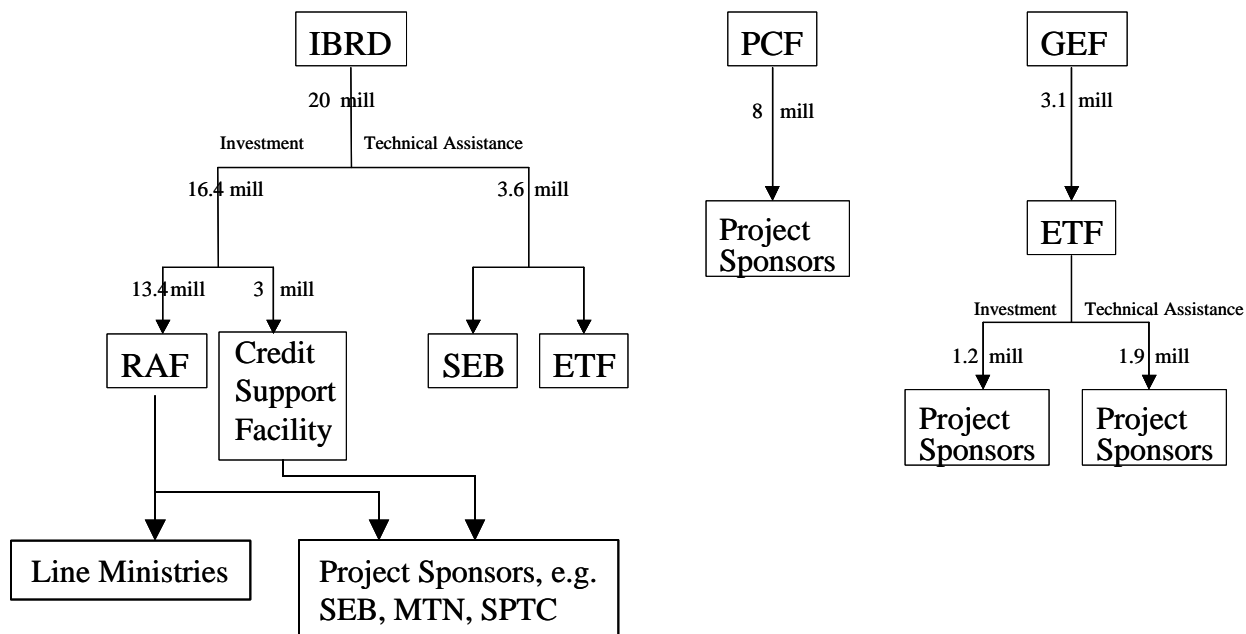 IBRD
PCF
GEF
20 mill
8 mill
3.1 mill
Investment
Technical Assistance
16.4 mill
3.6 mill
Project
Sponsors
ETF
13.4 mill
3 mill
Investment
Technical Assistance
RAF
Credit
Support
Facility
SEB
ETF
1.2 mill
1.9 mill
Project
Sponsors
Project
Sponsors
Line Ministries
Project Sponsors, e.g.
SEB, MTN, SPTC